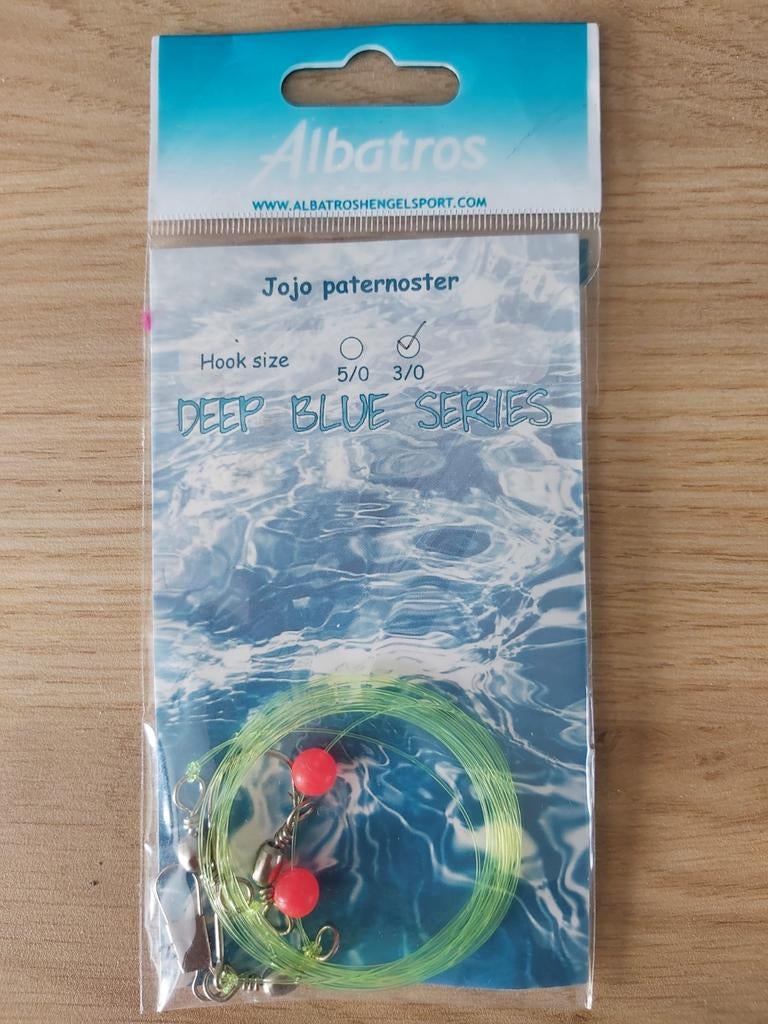 Albatros
WWW.ALBATROSHENGELSPORT.COM
Jojo paternoster
Hook size
5/0 3/0
DEEP BLUE SERIES